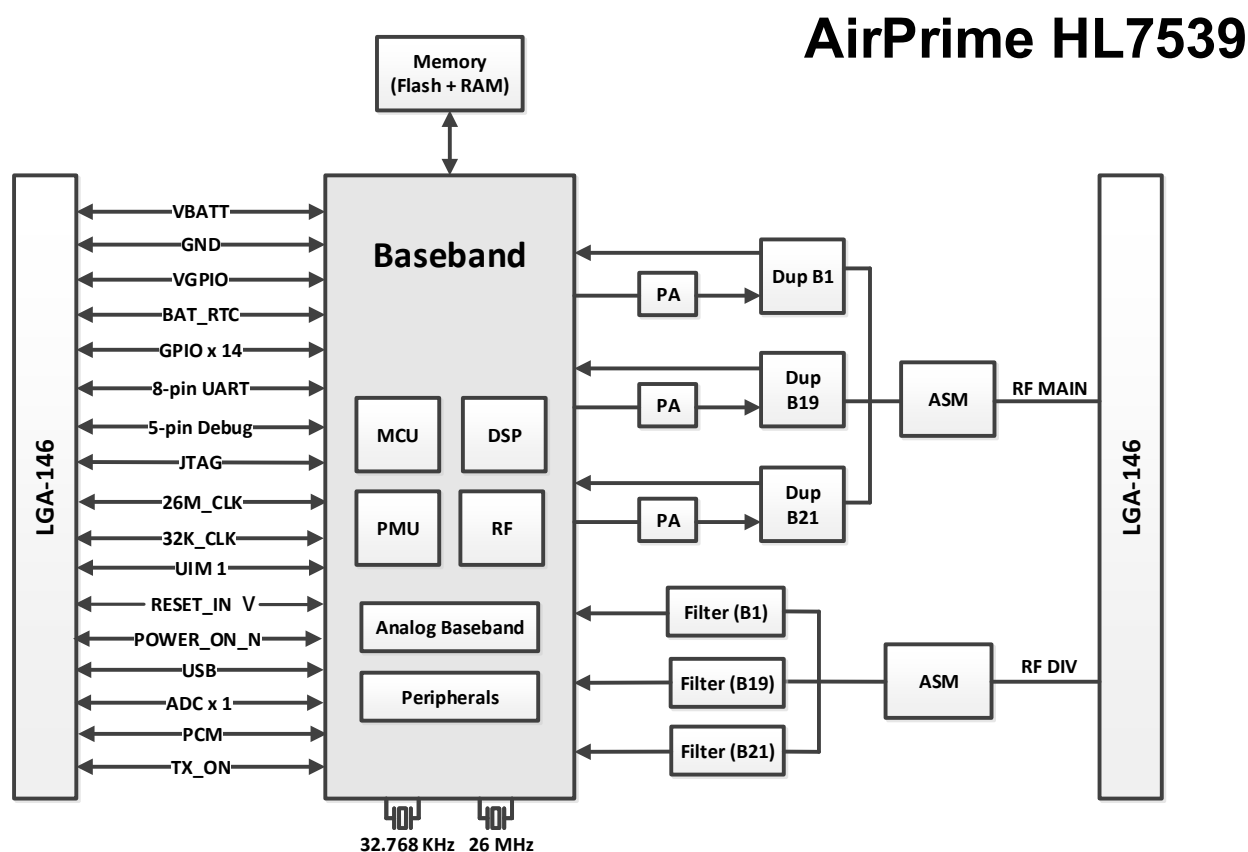 AirPrime HL7539
Memory
(Flash + RAM)
LGA-146
VBATT
GND
VGPIO
BAT_RTC
GPIO x 14
8-pin UART
5-pin Debug
JTAG
26M_CLK
32K_CLK
UIM 1
RESET_IN V
POWER_ON_N
USB
ADC x 1
PCM
TX_ON
Baseband
MCU
DSP
PMU
RF
Analog Baseband
Peripherals
32.768 KHz
26 MHz
PA
Dup B1
PA
Dup
B19
PA
Dup
B21
ASM
RF MAIN
Filter (B1)
Filter (B19)
Filter (B21)
ASM
RF DIV
LGA-146